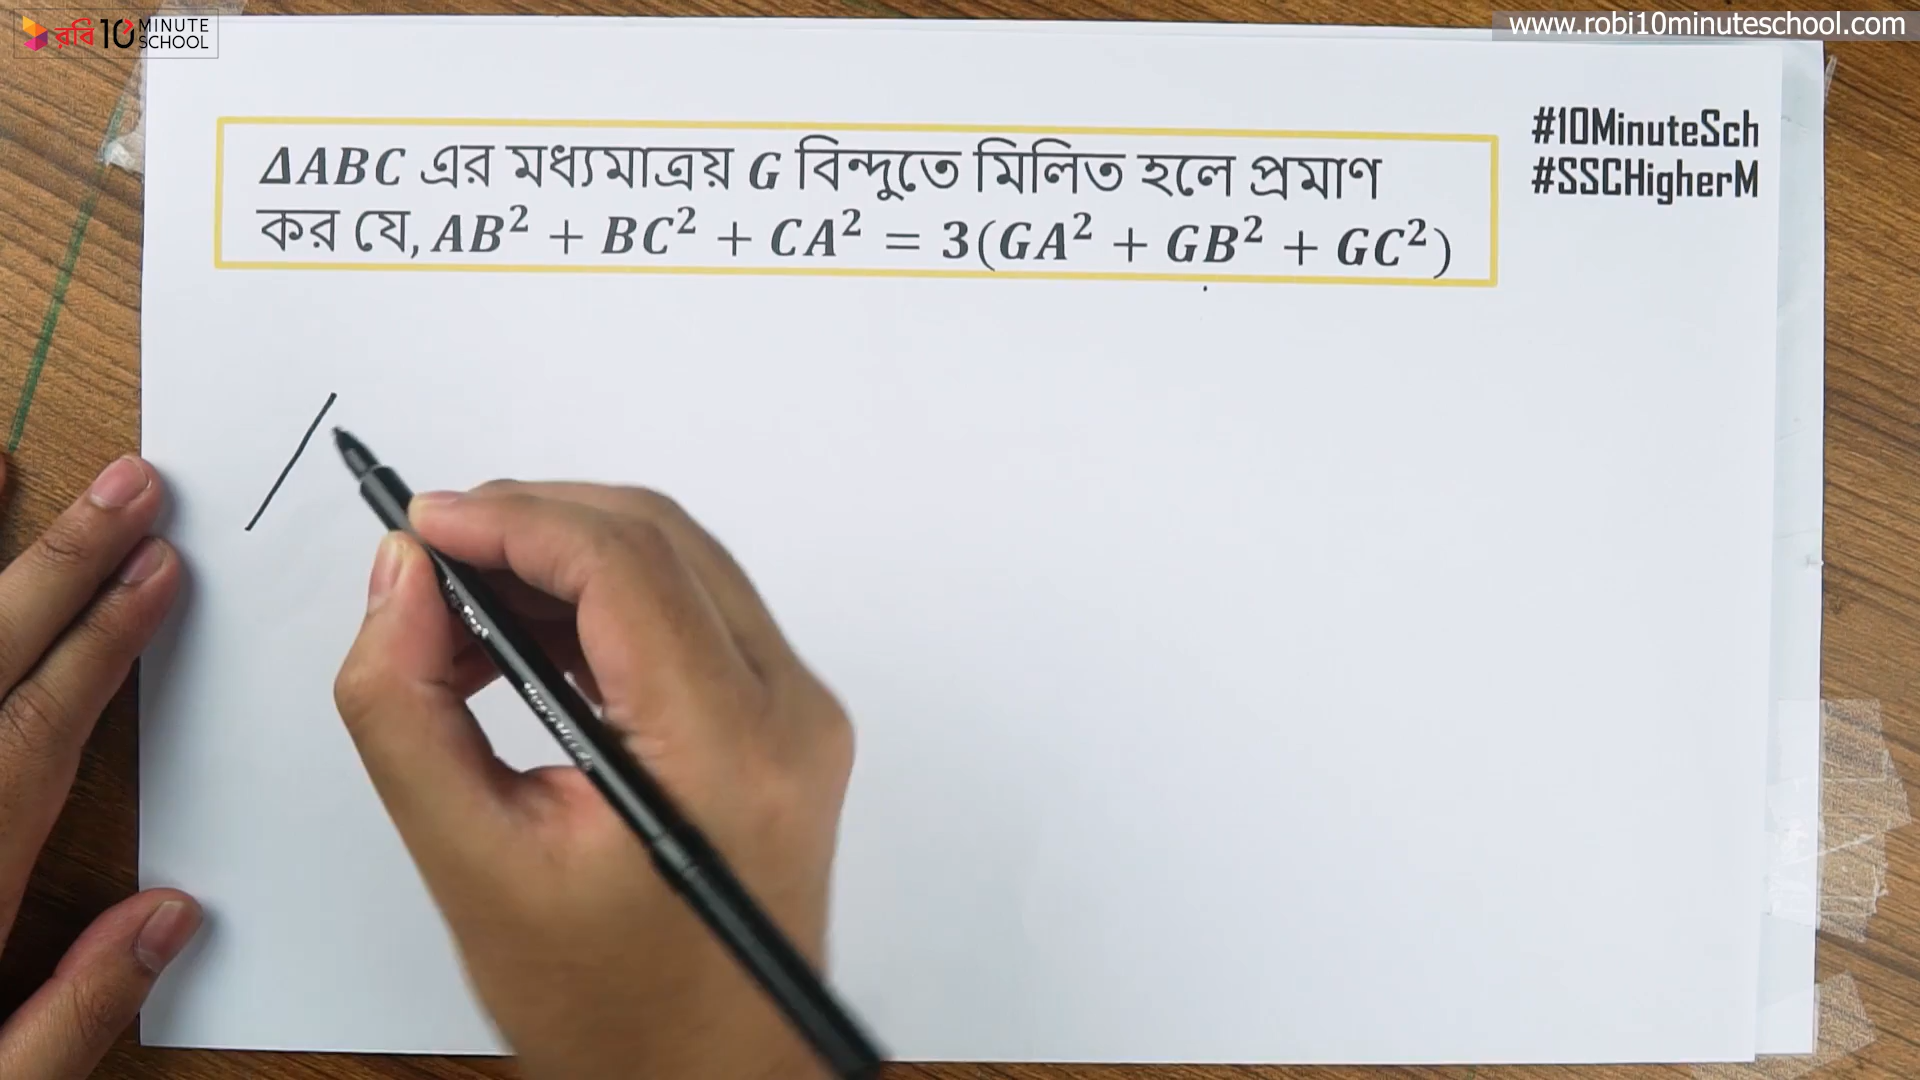 রবি 10 MINUTE SCHOOL
www.robi10minuteschool.com
#10MinuteSch
#SSCHigherM
ΔABC এর মধ্যমাত্রয় G বিন্দুতে মিলিত হলে প্রমাণ
কর যে, AB² + BC² + CA² = 3(GA² + GB² + GC²)